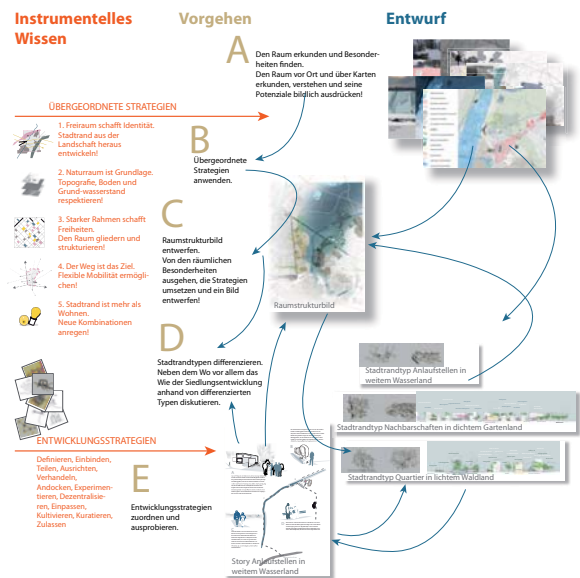 Instrumentelles
Wissen
Vorgehen
Entwurf
A
Den Raum erkunden und Besonder-
heiten finden.
Den Raum vor Ort und über Karten
erkunden, verstehen und seine
Potenziale bildlich ausdrücken!
ÜBERGEORDNETE STRATEGIEN
1. Freiraum schafft Identität.
Stadtrand aus der
Landschaft heraus
entwickeln!
2. Naturraum ist Grundlage.
Topografie, Boden und
Grund-wasserstand
respektieren!
3. Starker Rahmen schafft
Freiheiten.
Den Raum gliedern und
strukturieren!
4. Der Weg ist das Ziel.
Flexible Mobilität ermögli-
chen!
5. Stadtrand ist mehr als
Wohnen.
Neue Kombinationen
anregen!
B
Übergeordnete
Strategien
anwenden.
C
Raumstrukturbild
entwerfen.
Von den räumlichen
Besonderheiten
ausgehen, die Strategien
umsetzen und ein Bild
entwerfen!
Raumstrukturbild
D
Stadtrandtypen differenzieren.
Neben dem Wo vor allem das
Wie der Siedlungsentwicklung
anhand von differenzierten
Typen diskutieren.
Stadtrandtyp Anlaufstellen in
weitem Wasserland
Stadtrandtyp Nachbarschaften in dichtem Gartenland
Stadtrandtyp Quartier in lichtem Waldland
ENTWICKLUNGSSTRATEGIEN
Definieren, Einbinden,
Teilen, Ausrichten,
Verhandeln,
Andocken, Experimen-
tieren, Dezentralisie-
ren, Einpassen,
Kultivieren, Kuratieren,
Zulassen
E
Entwicklungsstrategien
zuordnen und
ausprobieren.
Story Anlaufstellen in
weitem Wasserland